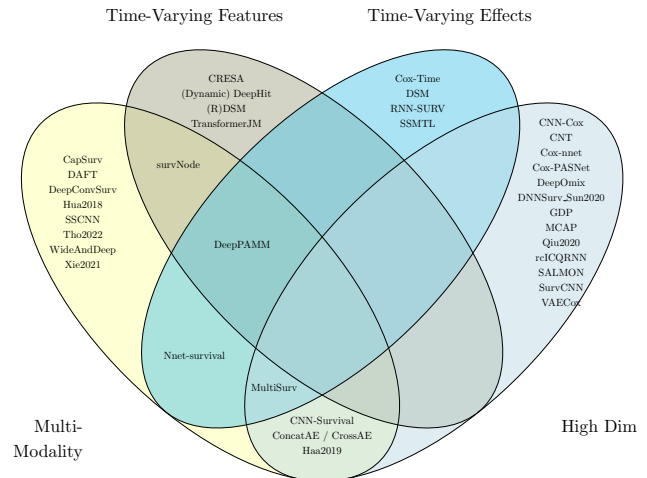 Time-Varying Features
Time-Varying Effects
CRESA
(Dynamic) DeepHit
(R)DSM
TransformerJM
Cox-Time
DSM
RNN-SURV
SSMTL
CNN-Cox
CNT
Cox-nnet
Cox-PASNet
DeepOmix
DNNSurv_Sun2020
GDP
MCAP
Qiu2020
rcICQRNN
SALMON
SurvCNN
VAECox
CapSurv
DAFT
DeepConvSurv
Hua2018
SSCNN
Tho2022
WideAndDeep
Xie2021
survNode
DeepPAMM
Nnet-survival
MultiSurv
CNN-Survival
ConcatAE / CrossAE
Haa2019
Multi-
Modality
High Dim